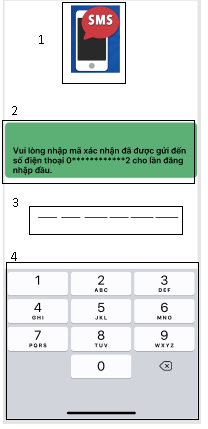 1
SMS
2
Vui lòng nhập mã xác nhận đã được gửi đến
số điện thoại 0************2 cho lần đăng
nhập đầu.
3
4
1 2 3
ABC DEF
4 5 6
GHI JKL MNO
7 8 9
PQRS TUV WXYZ
0